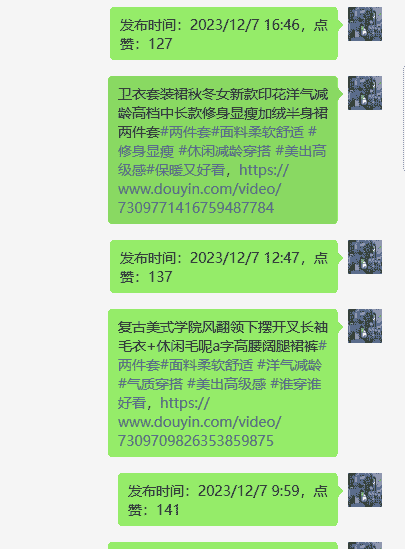 发布时间：2023/12/7 16:46，点
赞：127
卫衣套装裙秋冬女新款印花洋气减
龄高档中长款修身显瘦加绒半身裙
两件套#两件套#面料柔软舒适 #
修身显瘦 #休闲减龄穿搭 #美出高
级感#保暖又好看，https://
www.douyin.com/video/
7309771416759487784
发布时间：2023/12/7 12:47，点
赞：137
复古美式学院风翻领下摆开叉长袖
毛衣+休闲毛呢a字高腰阔腿裙裤#
两件套#面料柔软舒适 #洋气减龄
#气质穿搭 #美出高级感 #谁穿谁
好看，https://
www.douyin.com/video/
7309709826353859875
发布时间：2023/12/7 9:59，点
赞：141